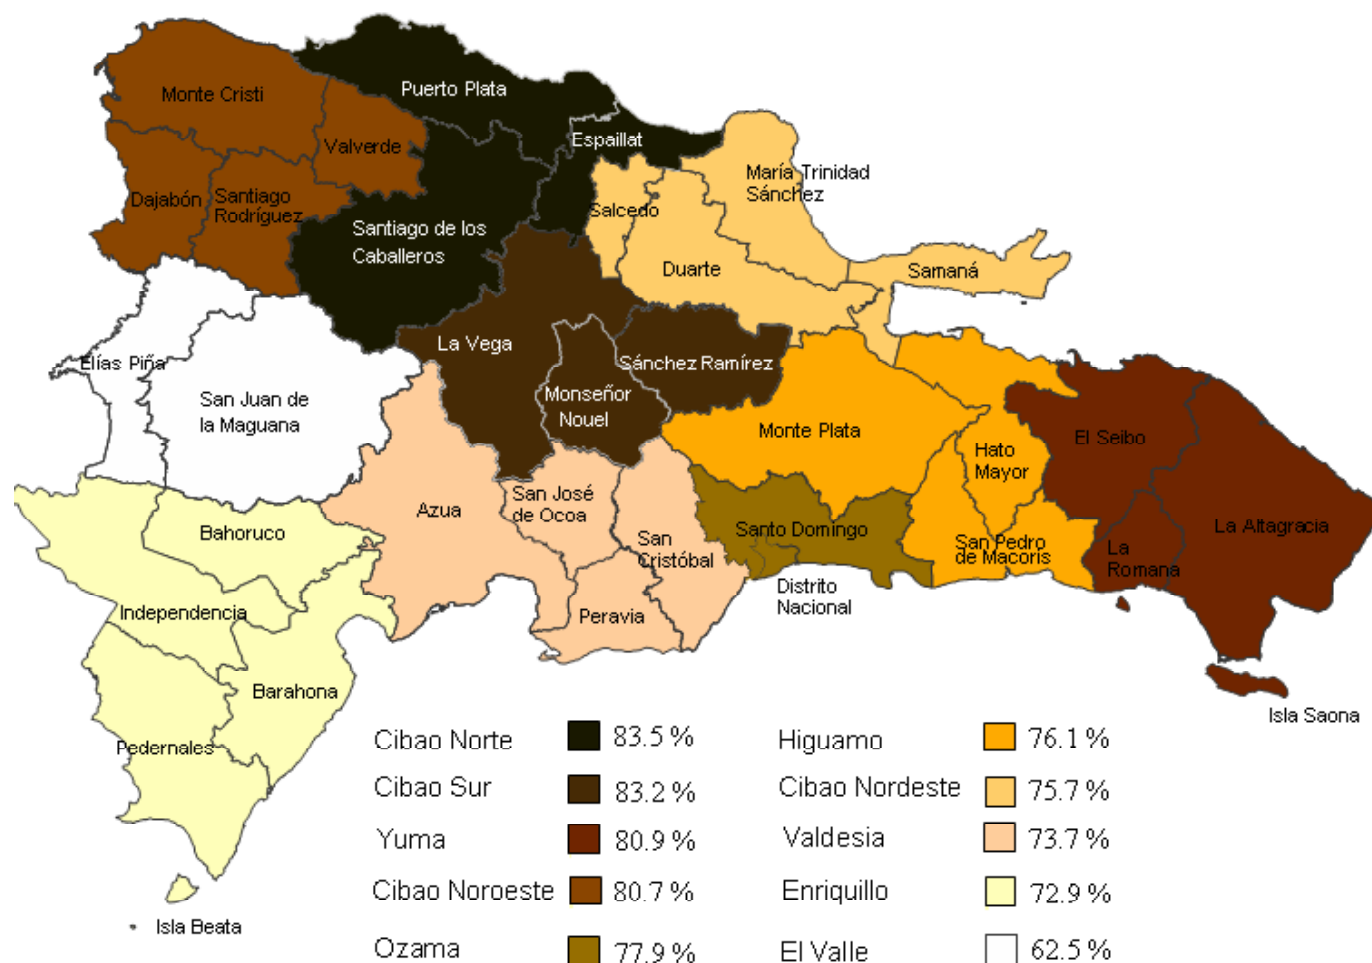 Puerto Plata
Monte Cristi
Espaillat
Valverde
María Trinidad
Sánchez
Dajabón
Santiago
Rodríguez
Salcedo
Santiago de los
Caballeros
Duarte
Samaná
La Vega
Elías Piña
Sánchez Ramírez
San Juan de
la Maguana
Monseñor
Nouel
Monte Plata
El Seibo
Hato
Mayor
Azua
San José
de Ocoa
Bahoruco
Santo Domingo
La Altagracia
San
Cristóbal
San Pedro
de Macorís
La
Romana
Distrito
Nacional
Independencia
Peravia
Barahona
Isla Saona
Pedernales
Isla Beata
Cibao Norte 83.5 %
Cibao Sur 83.2 %
Yuma 80.9 %
Cibao Noroeste 80.7 %
Ozama 77.9 %
Higuamo 76.1 %
Cibao Nordeste 75.7 %
Valdesia 73.7 %
Enriquillo 72.9 %
El Valle 62.5 %